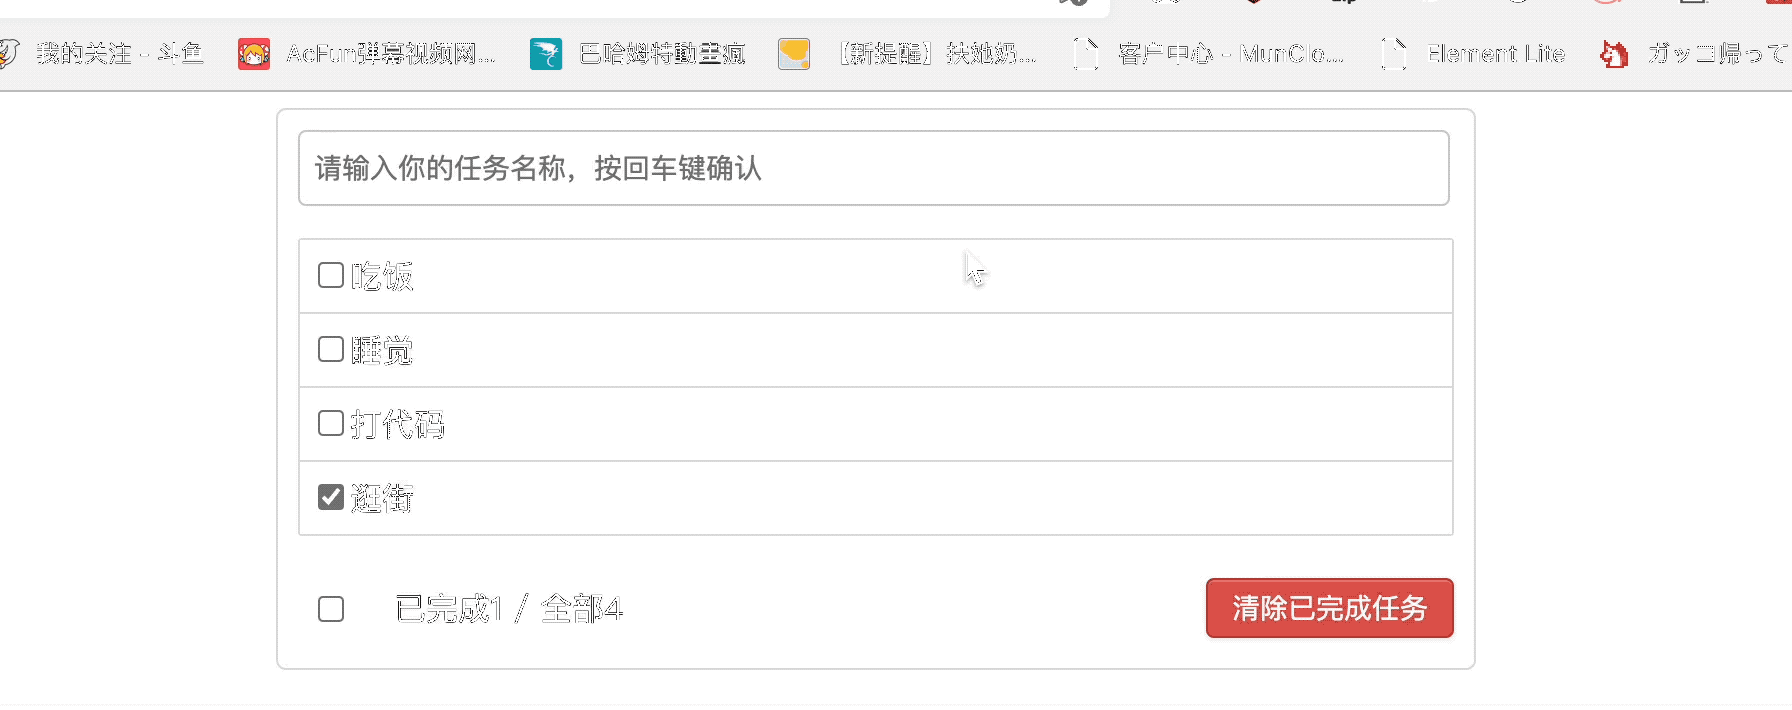 我的关注 - 斗鱼 AcFun弹幕视频网... 巴哈姆特動畫瘋 【新提醒】扶她奶... 客户中心 - MunClo... Element Lite ガッコ帰って
请输入你的任务名称，按回车键确认
吃饭
睡觉
打代码
逛街
已完成1 / 全部4 清除已完成任务